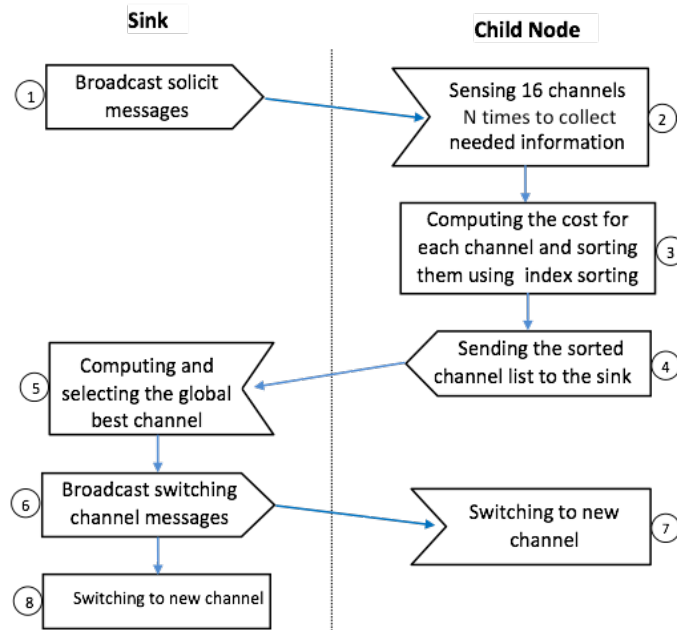 Sink
Child Node
1
Broadcast solicit
messages
Sensing 16 channels
N times to collect
needed information
2
Computing the cost for
each channel and sorting
them using index sorting
3
Sending the sorted
channel list to the sink
4
5
Computing and
selecting the global
best channel
6
Broadcast switching
channel messages
Switching to new
channel
7
8
Switching to new channel